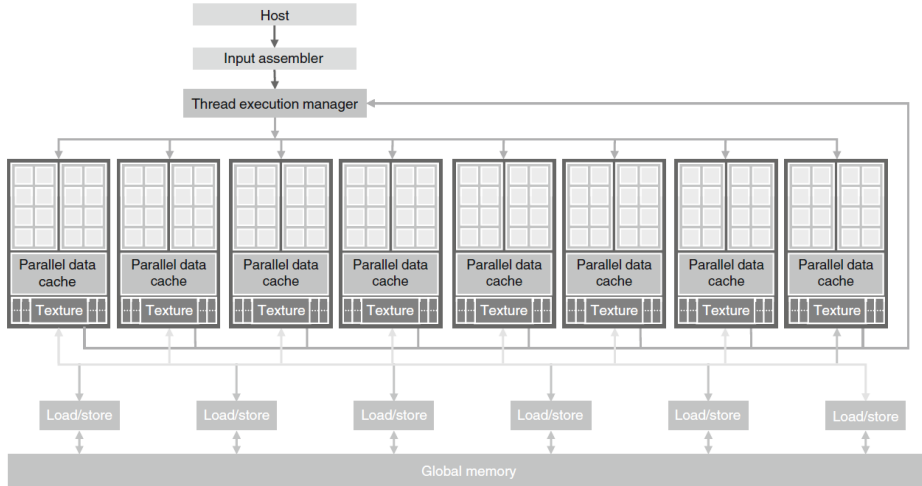 Host
Input assembler
Thread execution manager
Parallel data
cache
Parallel data
cache
Parallel data
cache
Parallel data
cache
Parallel data
cache
Parallel data
cache
Parallel data
cache
Parallel data
cache
Texture
Texture
Texture
Texture
Texture
Texture
Texture
Texture
Load/store
Load/store
Load/store
Load/store
Load/store
Load/store
Global memory